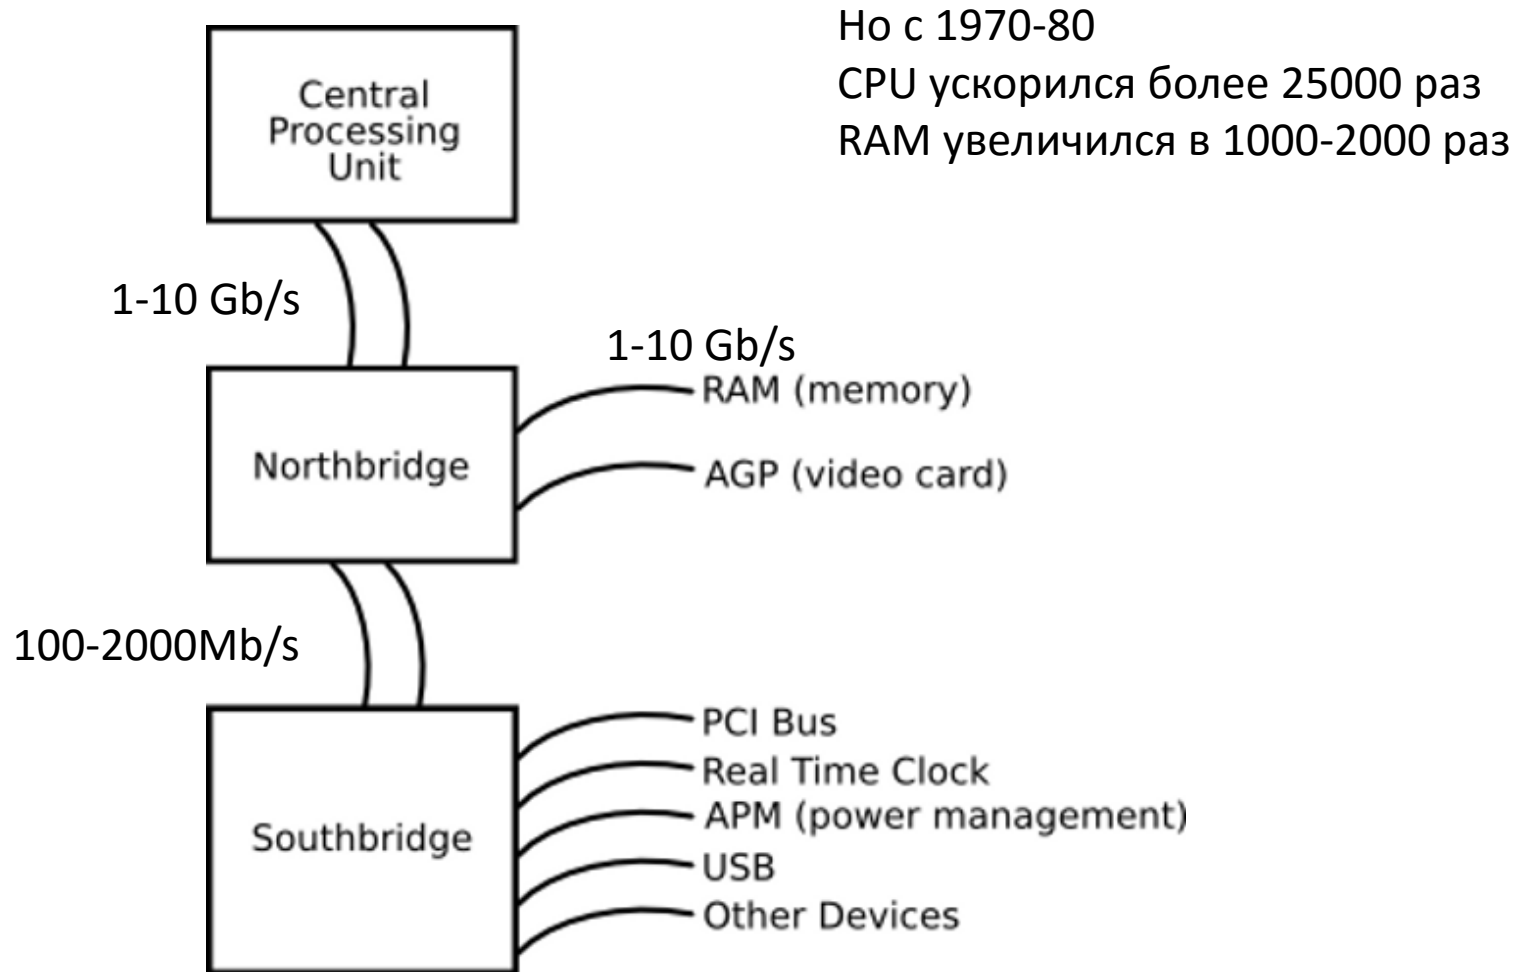 Но с 1970-80
CPU ускорился более 25000 раз
RAM увеличился в 1000-2000 раз
Central
Processing
Unit
1-10 Gb/s
1-10 Gb/s
RAM (memory)
Northbridge
AGP (video card)
100-2000Mb/s
PCI Bus
Real Time Clock
APM (power management)
Southbridge
USB
Other Devices